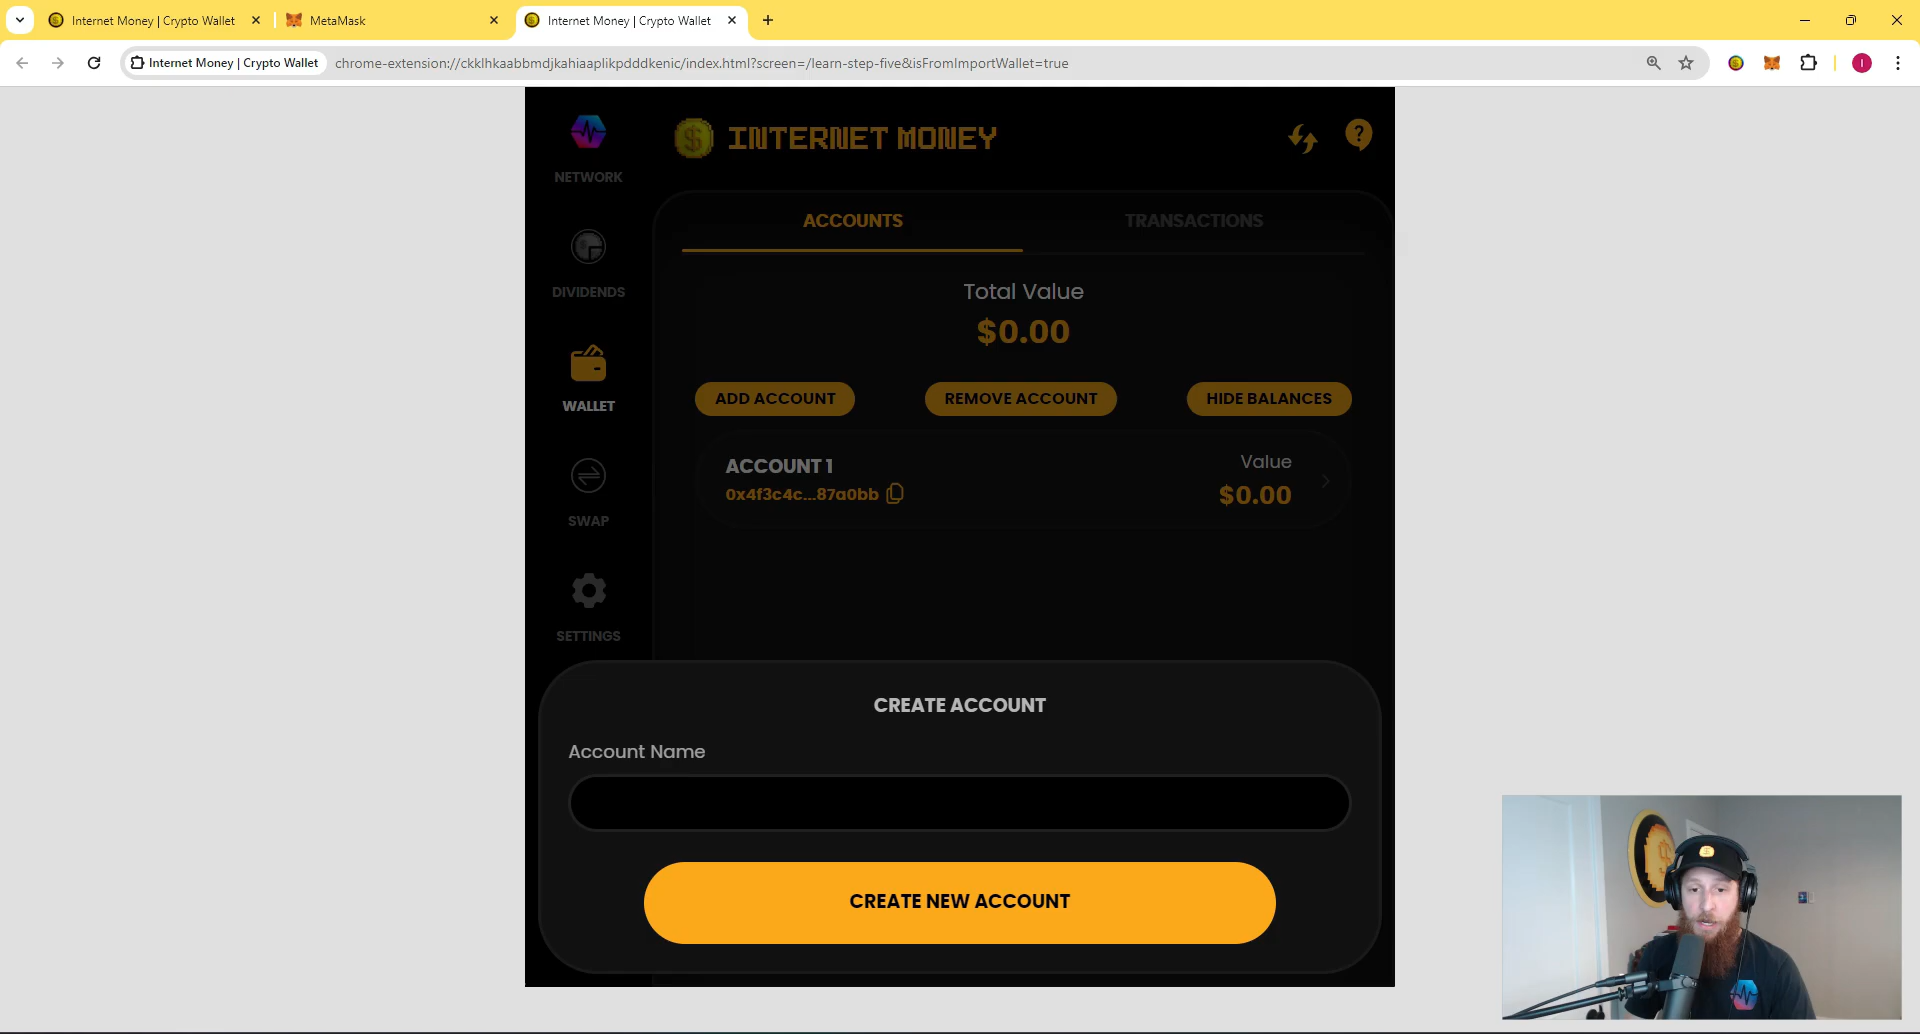 Internet Money | Crypto Wallet
MetaMask
Internet Money | Crypto Wallet
Internet Money | Crypto Wallet
chrome-extension://ckklhkaabbmdjkahiaaplikpdddkenic/index.html?screen=/learn-step-five&isFromImportWallet=true
I
INTERNET MONEY
NETWORK
DIVIDENDS
WALLET
SWAP
SETTINGS
ACCOUNTS
TRANSACTIONS
Total Value
$0.00
ADD ACCOUNT
REMOVE ACCOUNT
HIDE BALANCES
ACCOUNT 1
0x4f3c4c...87a0bb
Value
$0.00
CREATE ACCOUNT
Account Name
CREATE NEW ACCOUNT